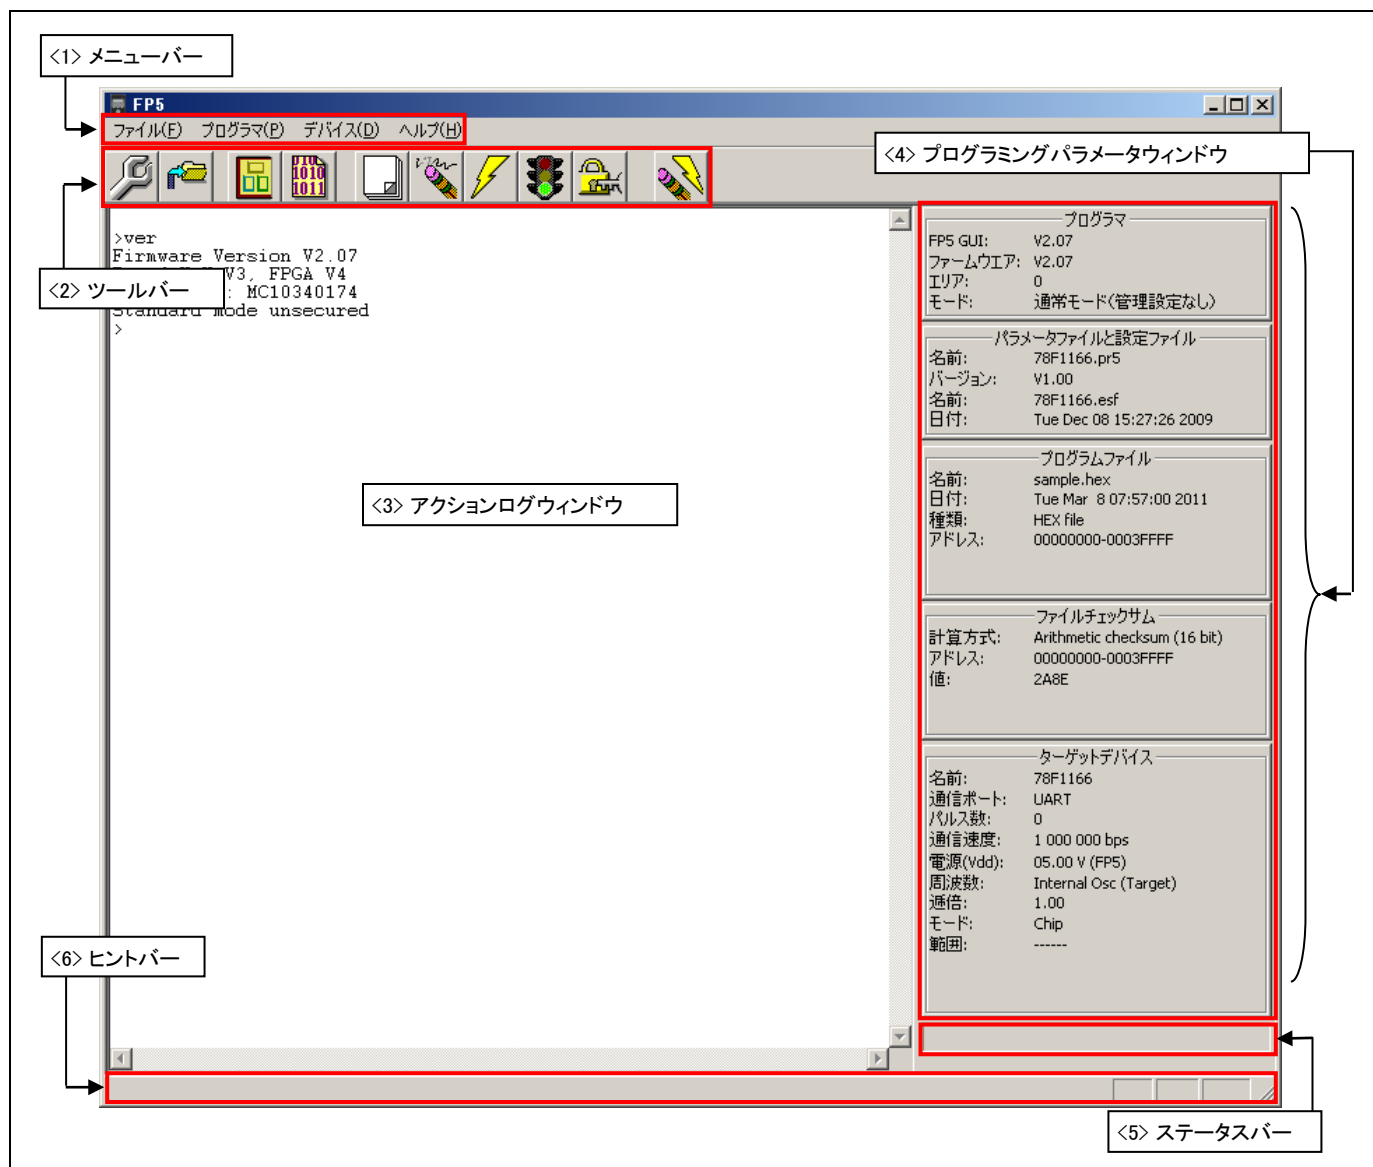 <1> メニューバー
FP5
ファイル(F) プログラマ(P) デバイス(D) ヘルプ(H)
<4> プログラミングパラメータウィンドウ
<2> ツールバー
>ver
Firmware Version V2.07
V3, FPGA V4
: MC10340174
Standard mode unsecured
>
<3> アクションログウィンドウ
プログラマ
FP5 GUI: V2.07
ファームウエア: V2.07
エリア: 0
モード: 通常モード(管理設定なし)
パラメータファイルと設定ファイル
名前: 78F1166.pr5
バージョン: V1.00
名前: 78F1166.esf
日付: Tue Dec 08 15:27:26 2009
プログラムファイル
名前: sample.hex
日付: Tue Mar 8 07:57:00 2011
種類: HEX file
アドレス: 00000000-0003FFFF
ファイルチェックサム
計算方式: Arithmetic checksum (16 bit)
アドレス: 00000000-0003FFFF
値: 2A8E
ターゲットデバイス
名前: 78F1166
通信ポート: UART
パルス数: 0
通信速度: 1 000 000 bps
電源(Vdd): 05.00 V (FP5)
周波数: Internal Osc (Target)
逓倍: 1.00
モード: Chip
範囲: ------
<6> ヒントバー
<5> ステータスバー